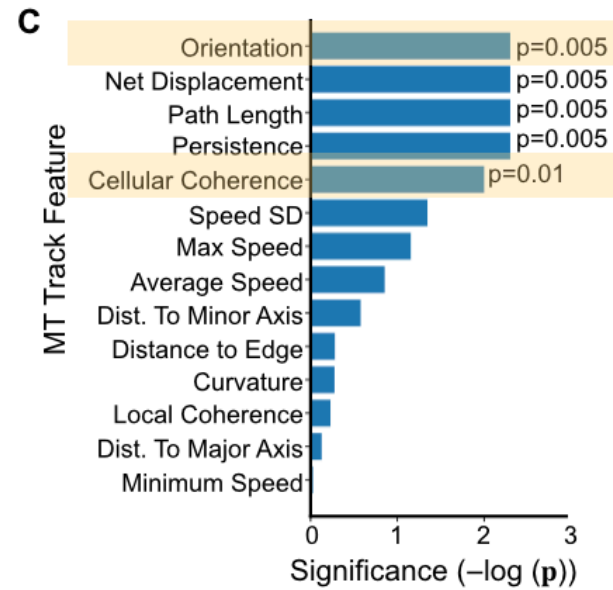 C
MT Track Feature
Orientation p=0.005
Net Displacement p=0.005
Path Length p=0.005
Persistence p=0.005
Cellular Coherence p=0.01
Speed SD
Max Speed
Average Speed
Dist. To Minor Axis
Distance to Edge
Curvature
Local Coherence
Dist. To Major Axis
Minimum Speed
0 1 2 3
Significance (–log (p))